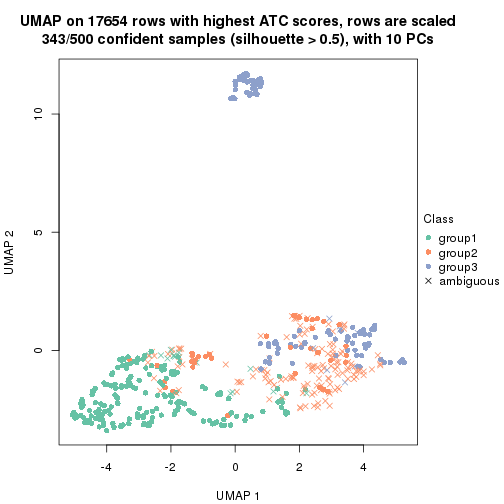 UMAP on 17654 rows with highest ATC scores, rows are scaled
343/500 confident samples (silhouette > 0.5), with 10 PCs
10
5
0
UMAP 2
-4
-2
0
2
4
UMAP 1
Class
group1
group2
group3
ambiguous